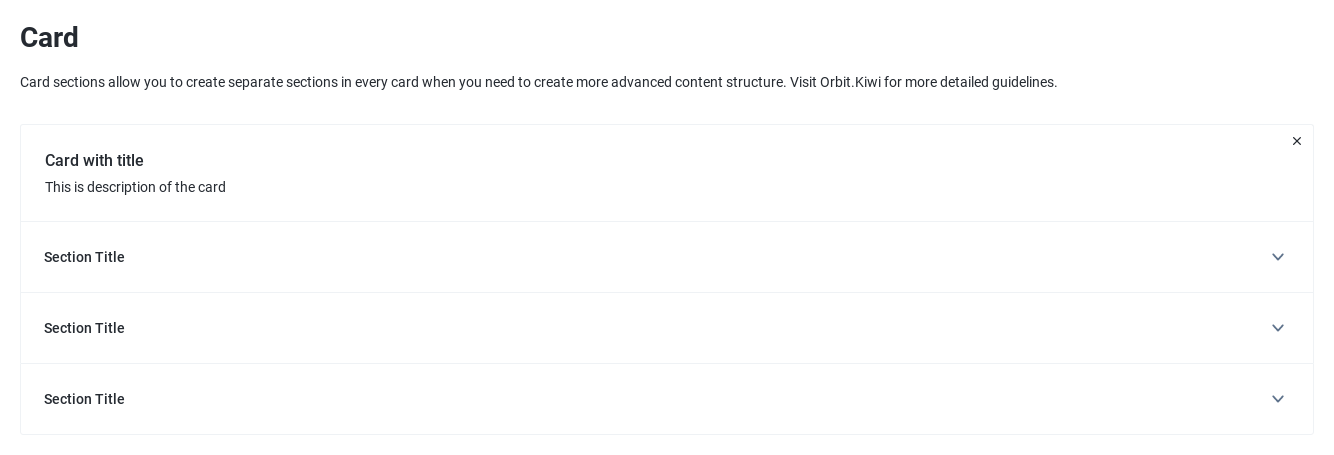 Card
Card sections allow you to create separate sections in every card when you need to create more advanced content structure. Visit Orbit.Kiwi for more detailed guidelines.
Card with title
This is description of the card
Section Title
Section Title
Section Title